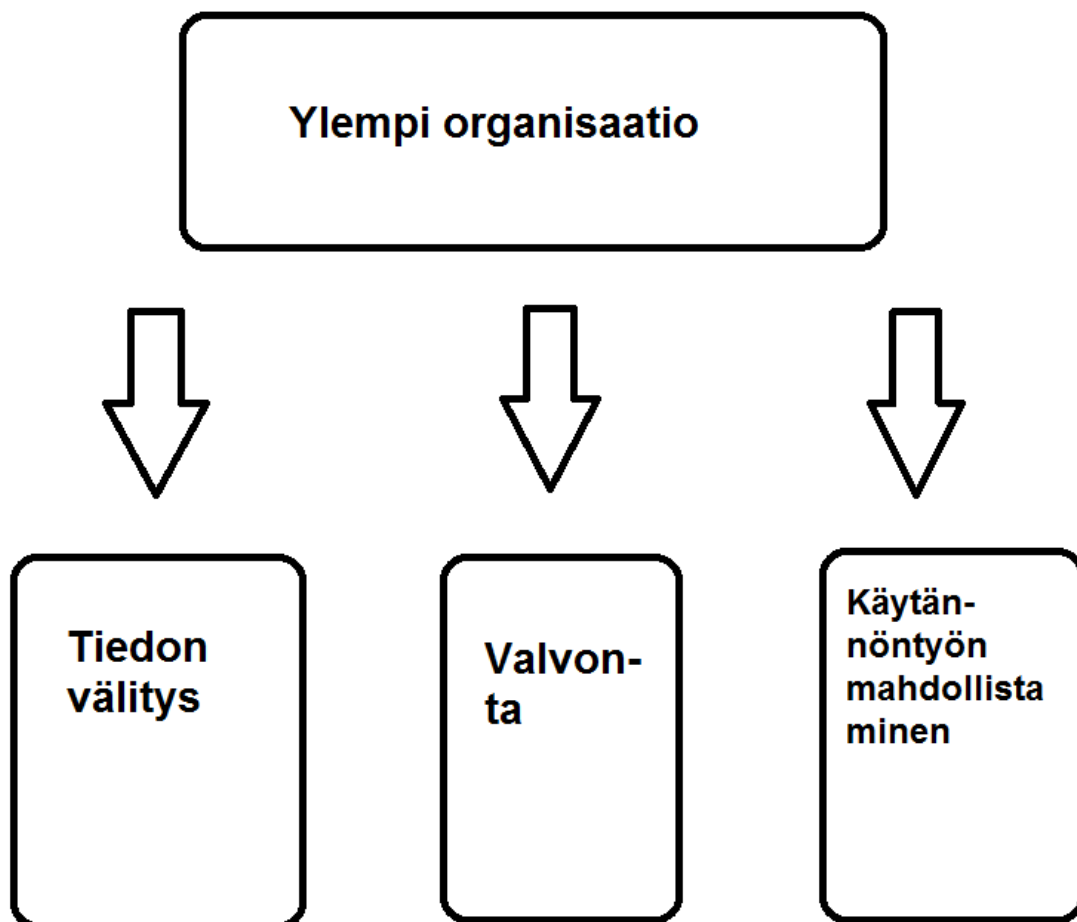 Ylempi organisaatio
Tiedon
välitys
Valvon-
ta
Käytän-
nöntyön
mahdollista
minen